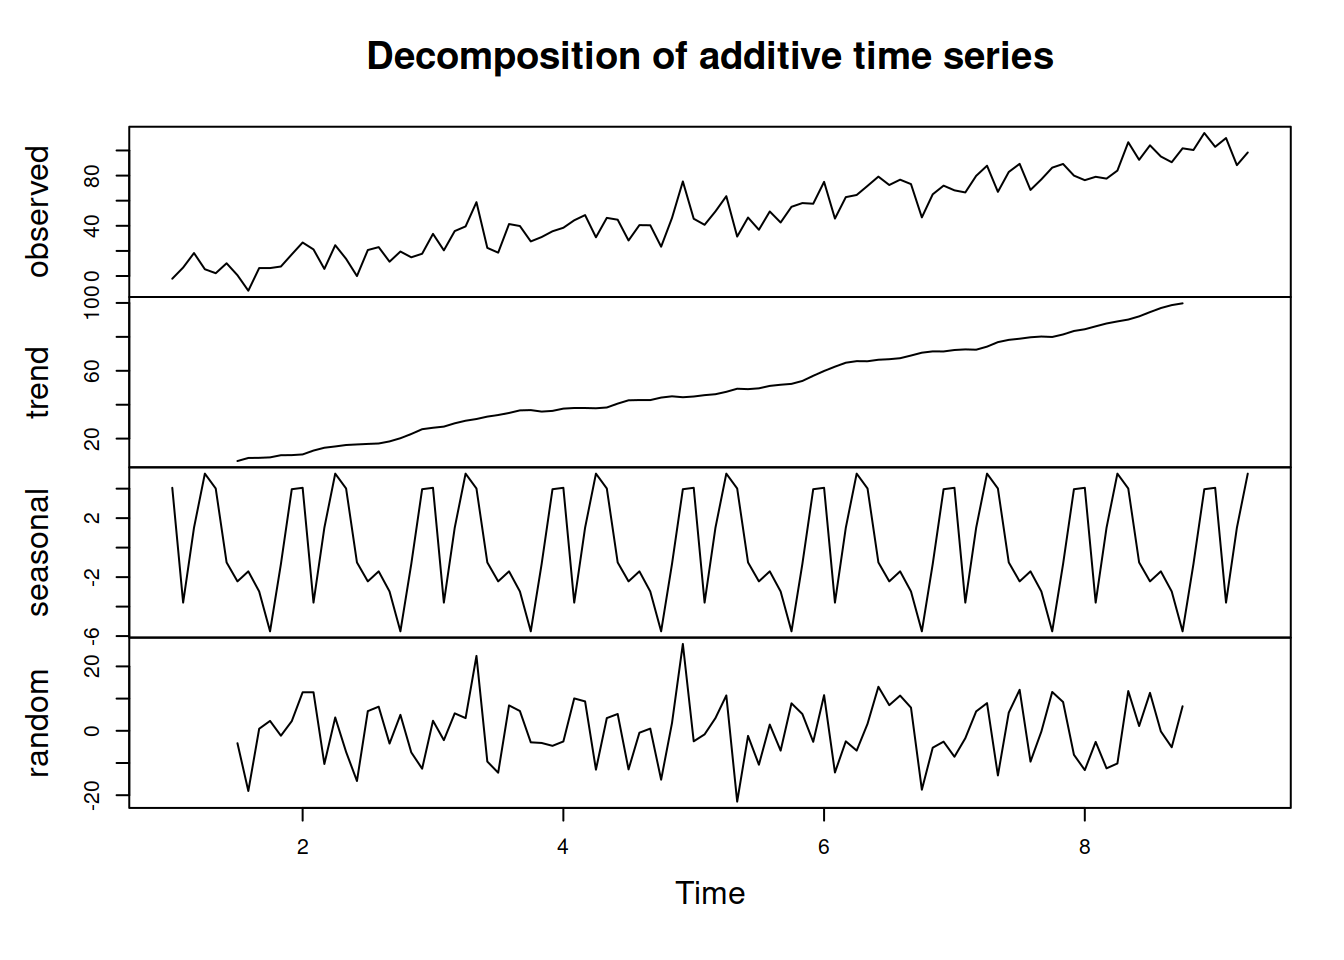 Decomposition of additive time series
observed
0 40 80
trend
20 60 100
seasonal
-6 -2 2
random
-20 0 20
2 4 6 8
Time